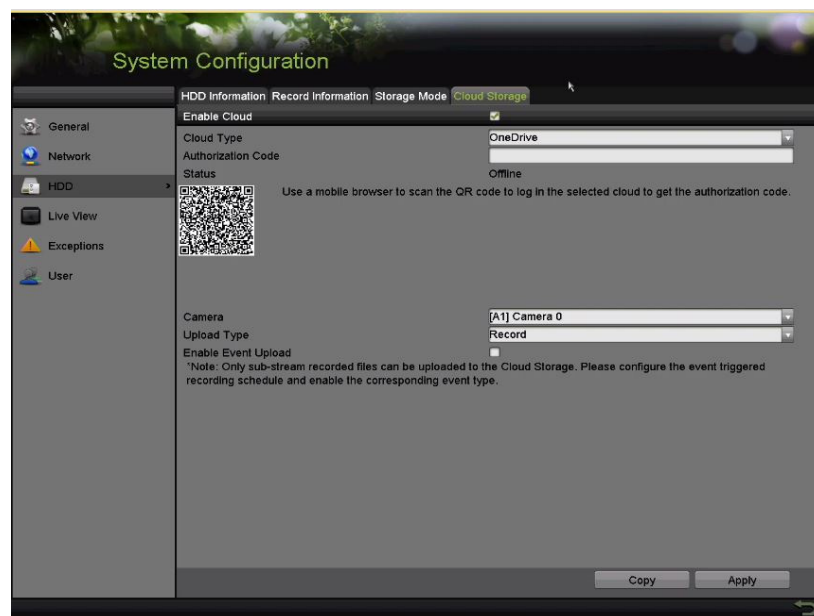 System Configuration
HDD Information Record Information Storage Mode Cloud Storage
General
Network
HDD
Live View
Exceptions
User
Enable Cloud
Cloud Type OneDrive
Authorization Code
Status Offline
Use a mobile browser to scan the QR code to log in the selected cloud to get the authorization code.
Camera [A1] Camera 0
Upload Type Record
Enable Event Upload
*Note: Only sub-stream recorded files can be uploaded to the Cloud Storage. Please configure the event triggered
recording schedule and enable the corresponding event type.
Copy Apply